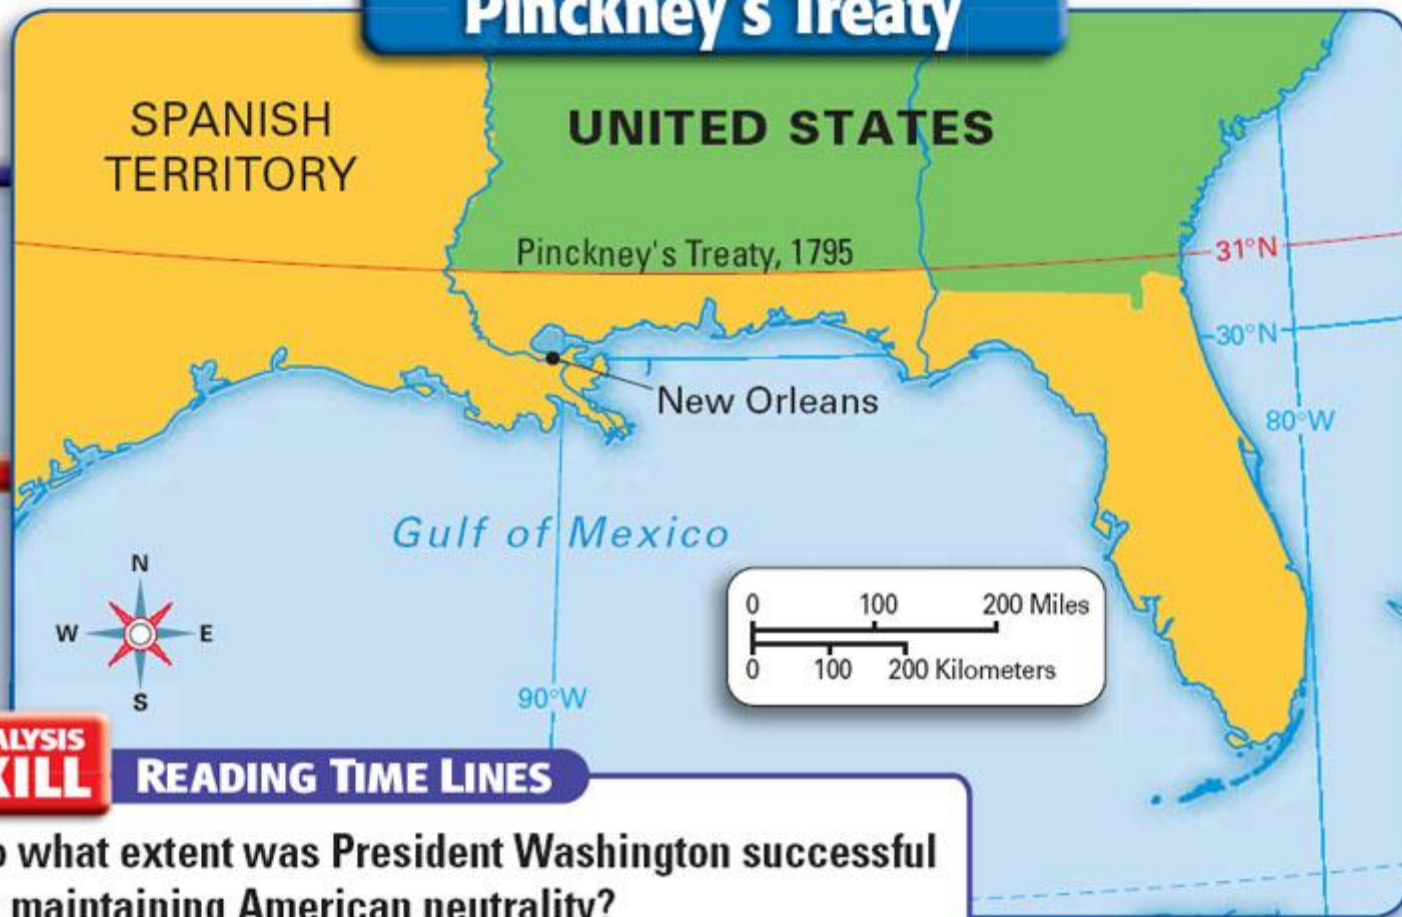 Pinckney's Treaty
SPANISH
TERRITORY
UNITED STATES
Pinckney's Treaty, 1795
31°N
30°N
New Orleans
80°W
Gulf of Mexico
N
W
E
S
0 100 200 Miles
0 100 200 Kilometers
90°W
READING TIME LINES
what extent was President Washington successful
maintaining American neutrality?